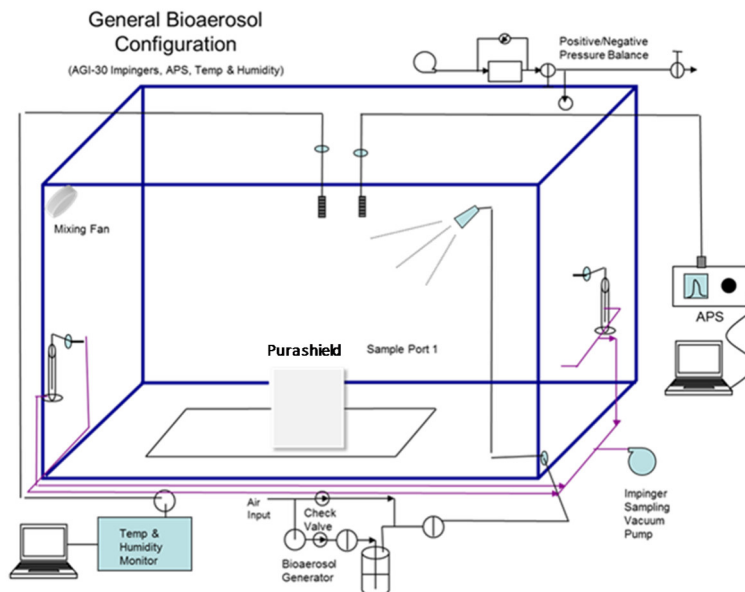 General Bioaerosol
Configuration
(AGI-30 Impingers, APS, Temp & Humidity)
Positive/Negative
Pressure Balance
Mixing Fan
APS
Purashield
Sample Port 1
Air
Input
Check
Valve
Bioaerosol
Generator
Temp &
Humidity
Monitor
Impinger
Sampling
Vacuum
Pump